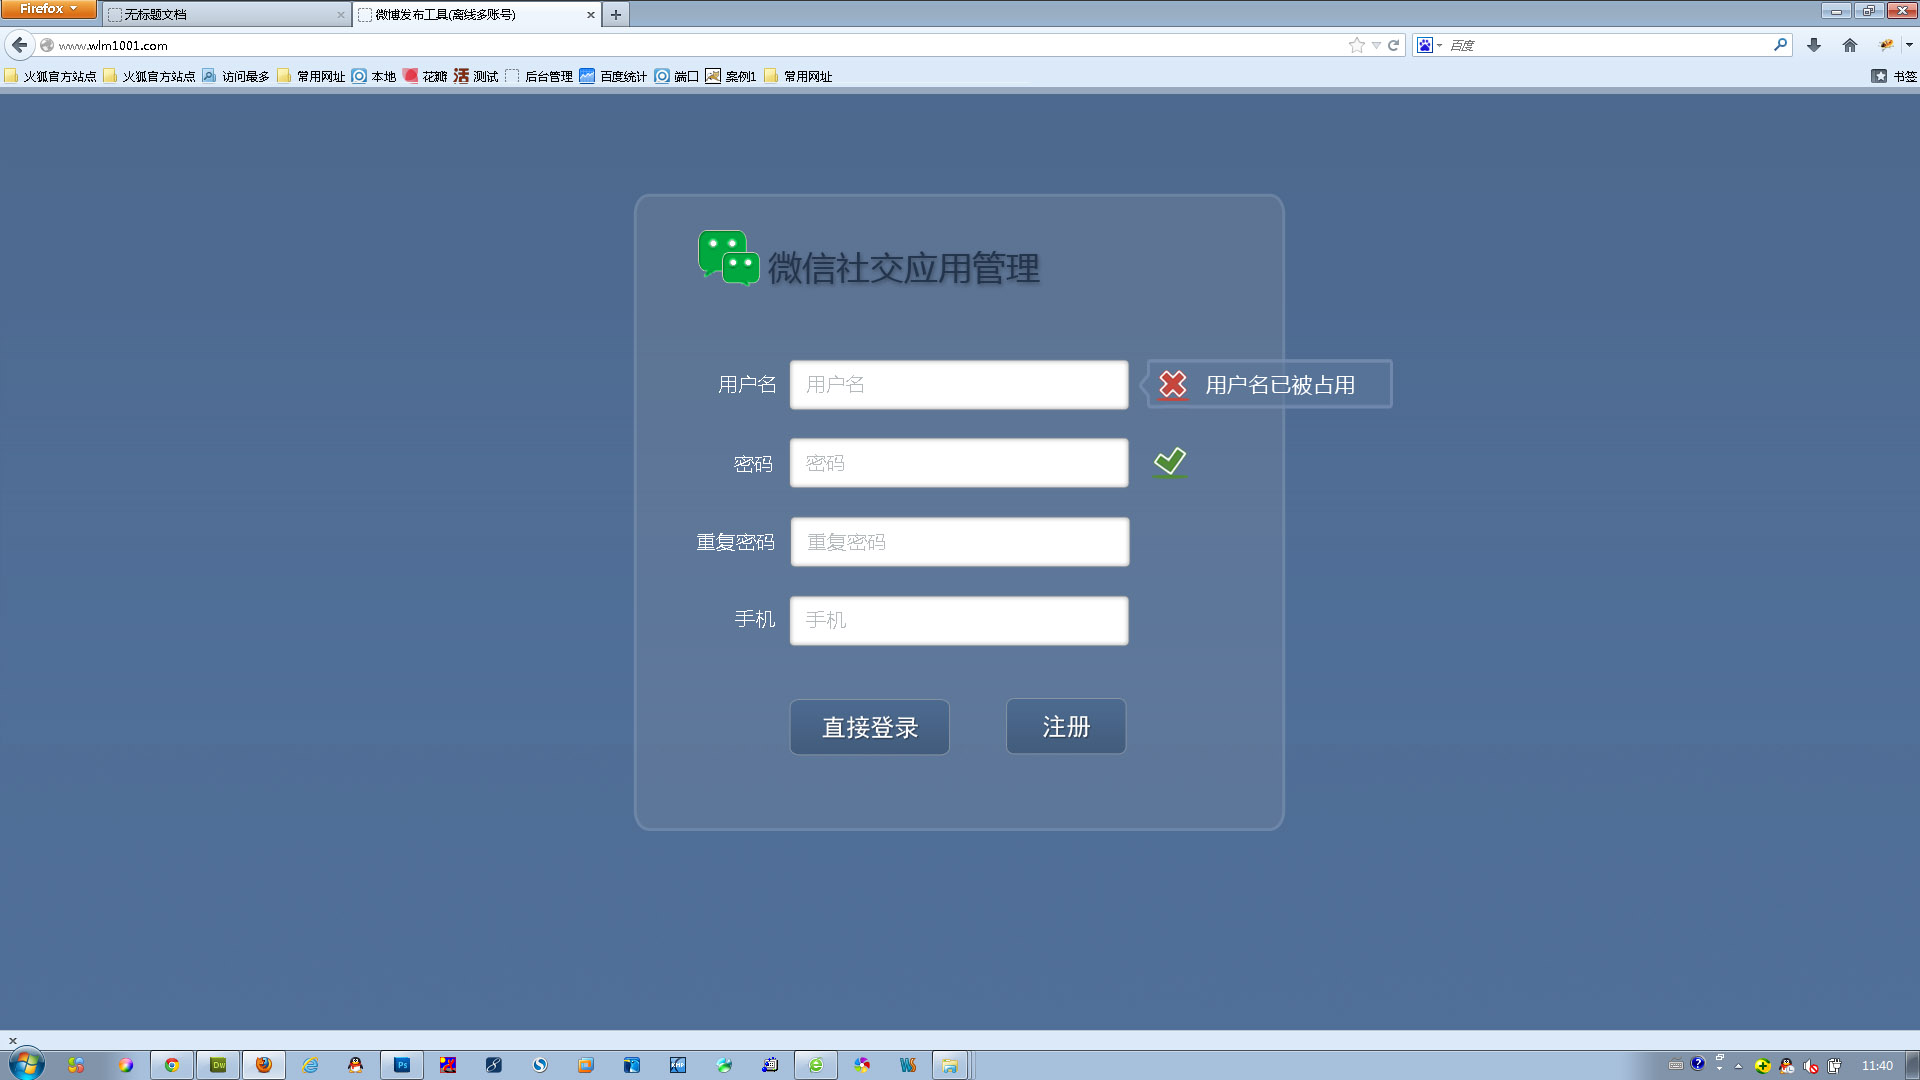 Firefox
无标题文档
微博发布工具(离线多账号)
www.wlm1001.com
百度
火狐官方站点 火狐官方站点 访问最多 常用网址 本地 花瓣 测试 后台管理 百度统计 端口 案例1 常用网址 书签
微信社交应用管理
用户名 用户名 用户名已被占用
密码 密码
重复密码 重复密码
手机 手机
直接登录 注册
11:40